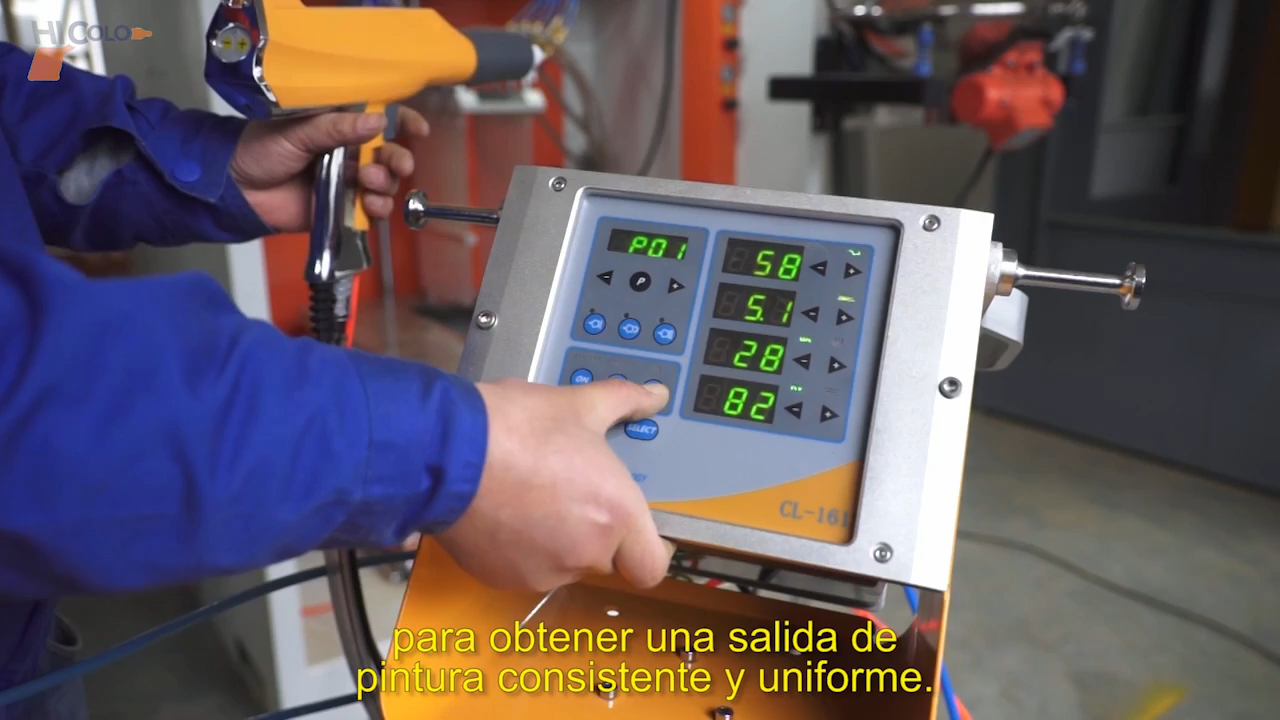 HICOLO
P01
58
5.1
28
82
P
ON
SELECT
CL-161
para obtener una salida de
pintura consistente y uniforme.